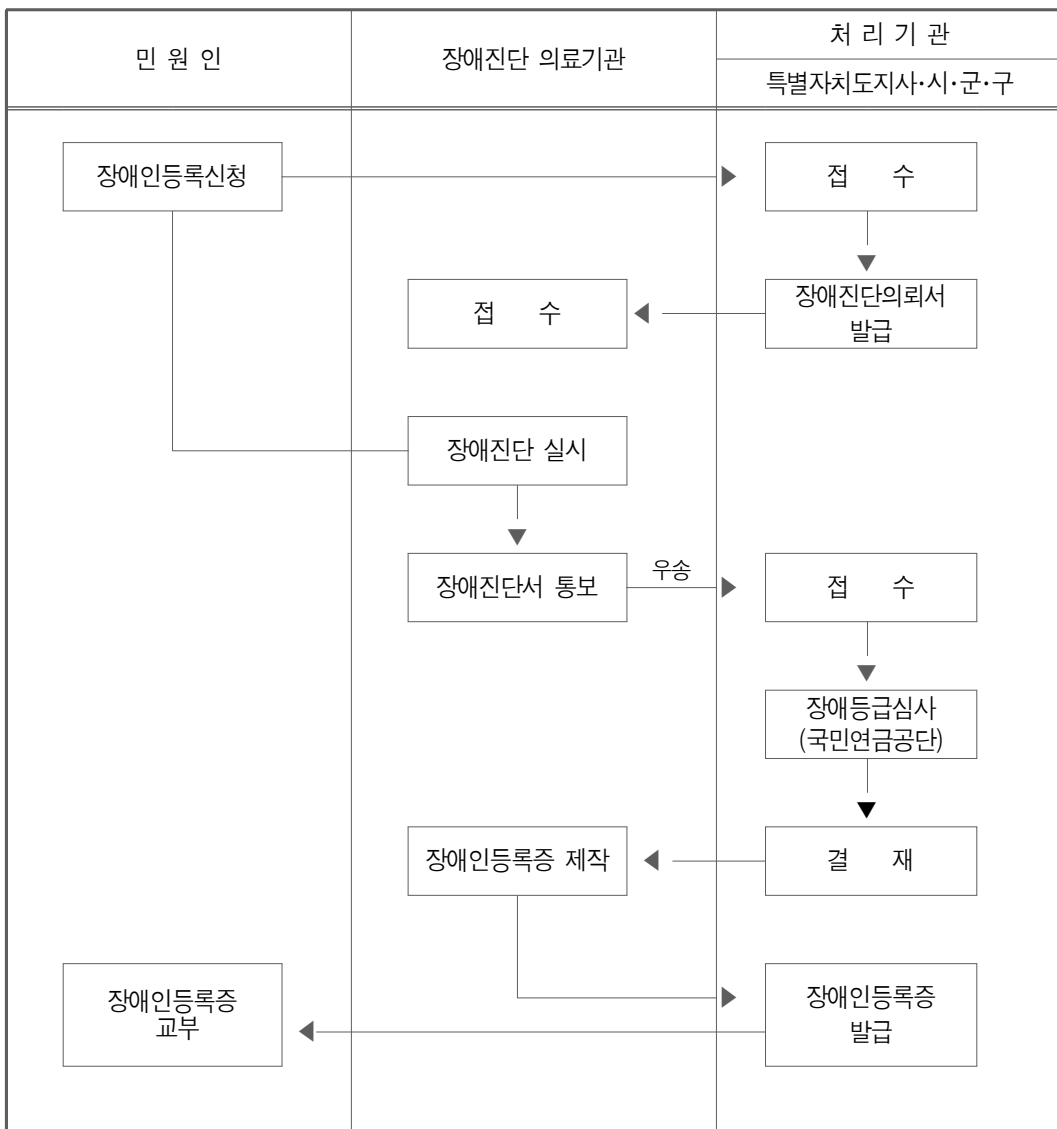 민 원 인
장애진단 의료기관
처 리 기 관
특별자치도지사·시·군·구
장애인등록신청
접 수
접 수
장애진단의뢰서
발급
장애진단 실시
장애진단서 통보
우송
접 수
장애등급심사
(국민연금공단)
장애인등록증 제작
결 재
장애인등록증
교부
장애인등록증
발급